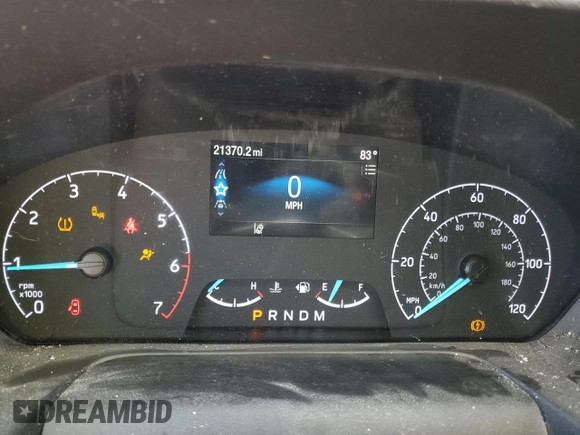 21370.2 mi 83°
0
MPH
0 1 2 3 4 5 6 7
rpm
x1000
H E F
P R N D M
0 20 40 60 80 100 120
0 20 40 60 80 100 120 140 160 180
MPH km/h
DREAMBID